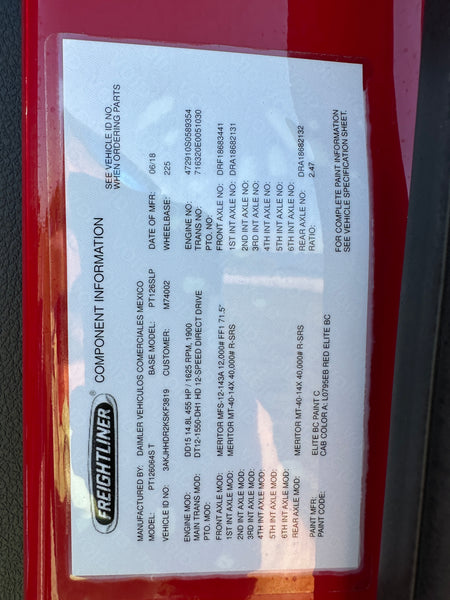 FREIGHTLINER
COMPONENT INFORMATION
SEE VEHICLE ID NO.
WHEN ORDERING PARTS
MANUFACTURED BY: DAIMLER VEHICULOS COMERCIALES MEXICO DATE OF MFR: 06/18
MODEL: PT126064S T BASE MODEL: PT126SLP WHEELBASE: 225
VEHICLE ID NO: 3AKJHHDR2KSKF3819 CUSTOMER: M74002
ENGINE MOD: DD15 14.8L 455 HP / 1625 RPM, 1900 ENGINE NO: 472910S0589354
MAIN TRANS MOD: DT12-1550-DH1 HD 12-SPEED DIRECT DRIVE TRANS NO: 716320E0051030
PTO. MOD: PTO. NO:
FRONT AXLE MOD: MERITOR MFS-12-143A 12,000# FF1 71.5" FRONT AXLE NO: DRF18683441
1ST INT AXLE MOD: MERITOR MT-40-14X 40,000# R-SRS 1ST INT AXLE NO: DRA18682131
2ND INT AXLE MOD: 2ND INT AXLE NO:
3RD INT AXLE MOD: 3RD INT AXLE NO:
4TH INT AXLE MOD: 4TH INT AXLE NO:
5TH INT AXLE MOD: 5TH INT AXLE NO:
6TH INT AXLE MOD: 6TH INT AXLE NO:
REAR AXLE MOD: MERITOR MT-40-14X 40,000# R-SRS REAR AXLE NO: DRA18682132
RATIO: 2.47
PAINT MFR: ELITE BC PAINT C
PAINT CODE: CAB COLOR A: L0795EB RED ELITE BC
FOR COMPLETE PAINT INFORMATION
SEE VEHICLE SPECIFICATION SHEET.